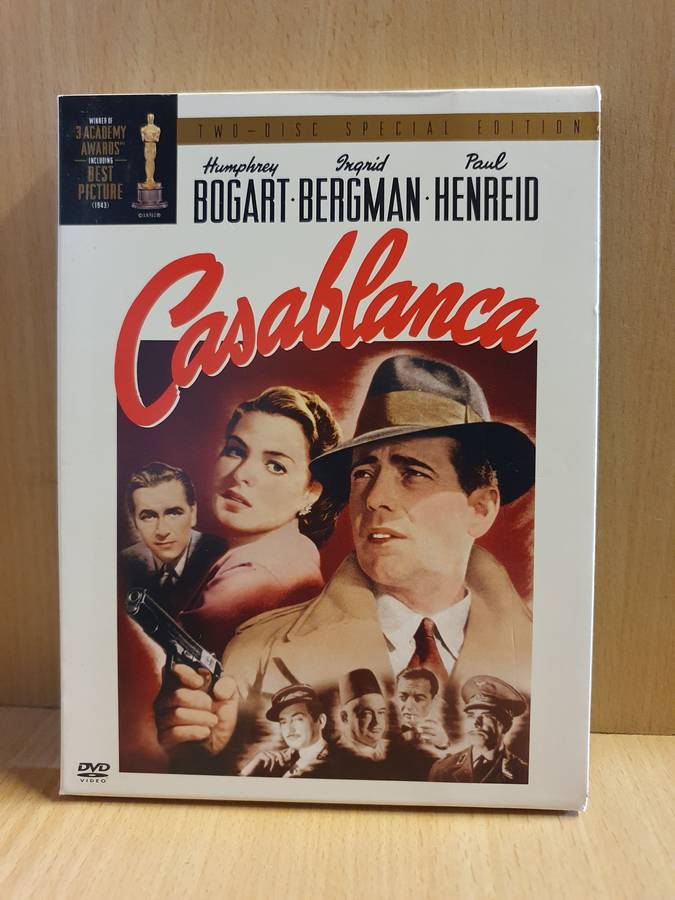 WINNER OF
3 ACADEMY
AWARDS
INCLUDING
BEST
PICTURE
(1943)
TWO-DISC SPECIAL EDITION
Humphrey Ingrid Paul
BOGART · BERGMAN · HENREID
Casablanca
DVD
VIDEO